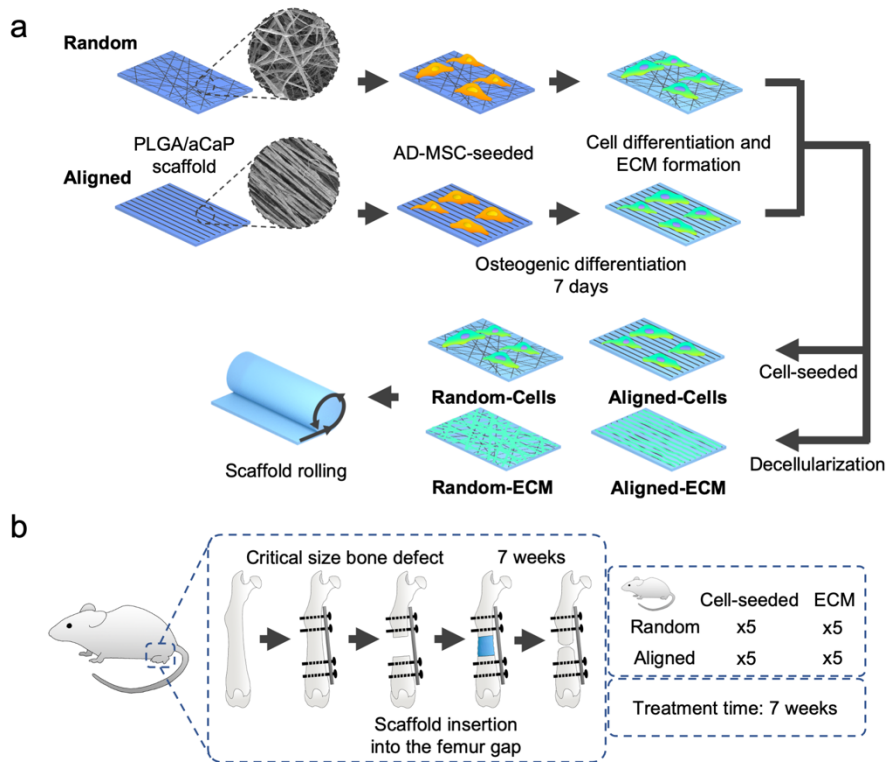 a
Random
PLGA/aCaP
scaffold
AD-MSC-seeded
Cell differentiation and
ECM formation
Aligned
Osteogenic differentiation
7 days
Cell-seeded
Random-Cells
Aligned-Cells
Scaffold rolling
Decellularization
Random-ECM
Aligned-ECM
b
Critical size bone defect
7 weeks
Scaffold insertion
into the femur gap
Cell-seeded ECM
Random x5 x5
Aligned x5 x5
Treatment time: 7 weeks